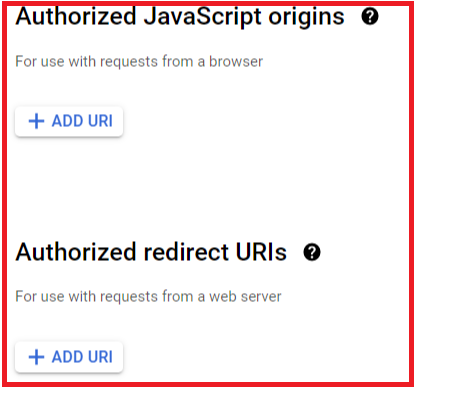 Authorized JavaScript origins ?
For use with requests from a browser
+ ADD URI
Authorized redirect URIs ?
For use with requests from a web server
+ ADD URI